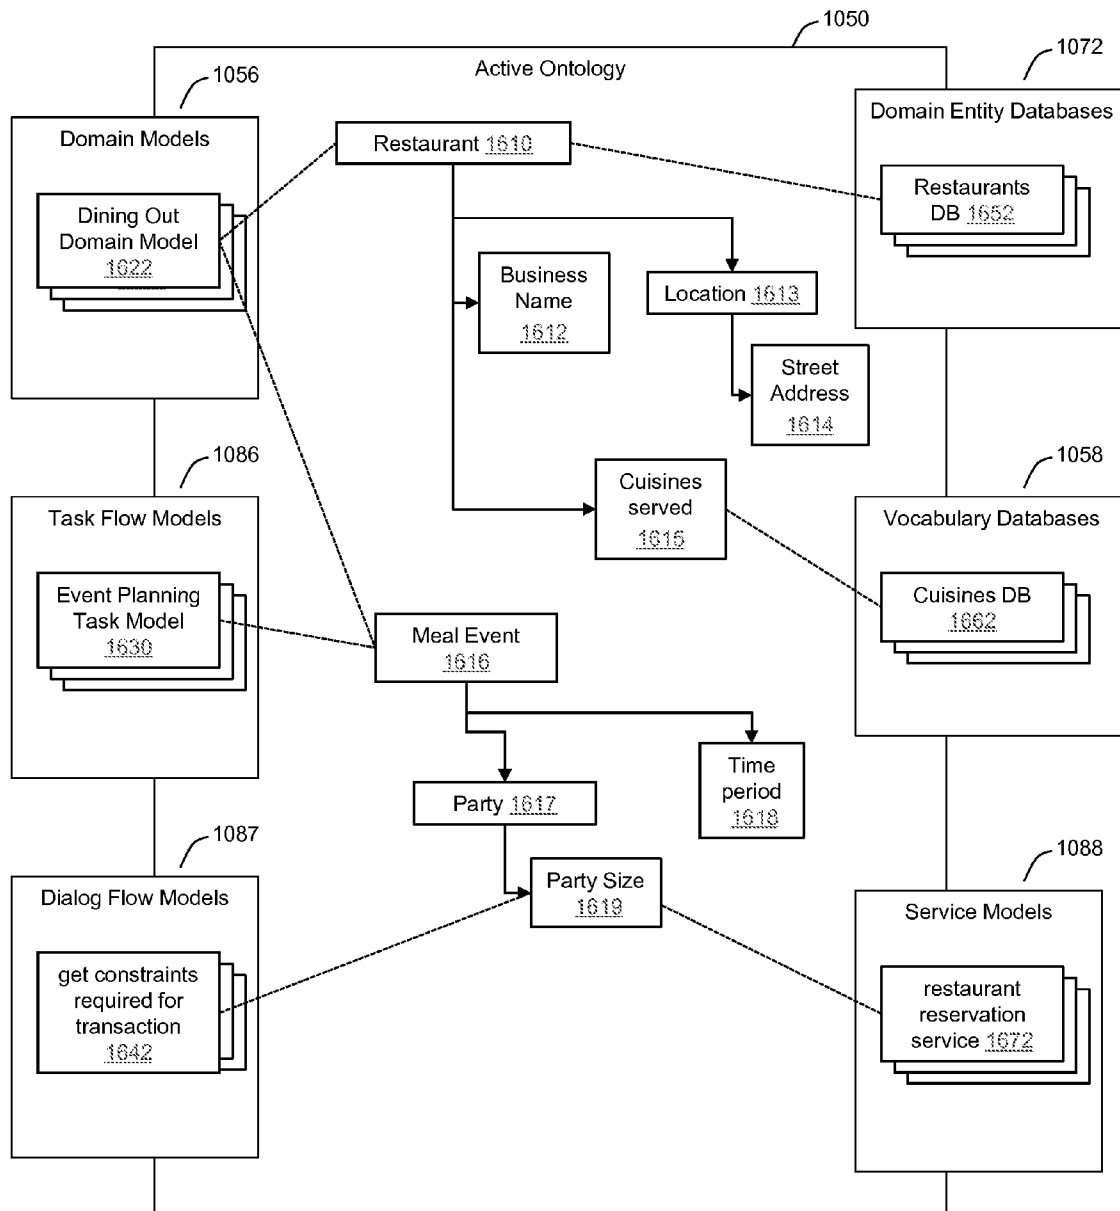 1050
Active Ontology
1056
1072
Domain Models
Domain Entity Databases
Restaurant 1610
Dining Out
Domain Model
1622
Restaurants
DB 1652
Business
Name
1612
Location 1613
Street
Address
1614
1086
1058
Cuisines
served
1615
Task Flow Models
Vocabulary Databases
Event Planning
Task Model
1630
Cuisines DB
1662
Meal Event
1616
Time
period
1618
Party 1617
1087
1088
Dialog Flow Models
Party Size
1619
Service Models
get constraints
required for
transaction
1642
restaurant
reservation
service 1672